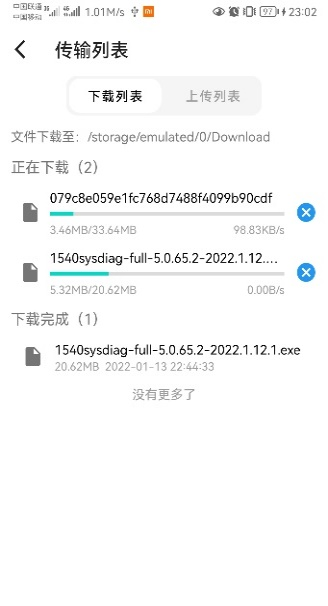 中国联通
中国移动
1.01M/s
97
23:02
传输列表
下载列表
上传列表
文件下载至：/storage/emulated/0/Download
正在下载（2）
079c8e059e1fc768d7488f4099b90cdf
3.46MB/33.64MB 98.83KB/s
1540sysdiag-full-5.0.65.2-2022.1.12....
5.32MB/20.62MB 0.00B/s
下载完成（1）
1540sysdiag-full-5.0.65.2-2022.1.12.1.exe
20.62MB 2022-01-13 22:44:33
没有更多了